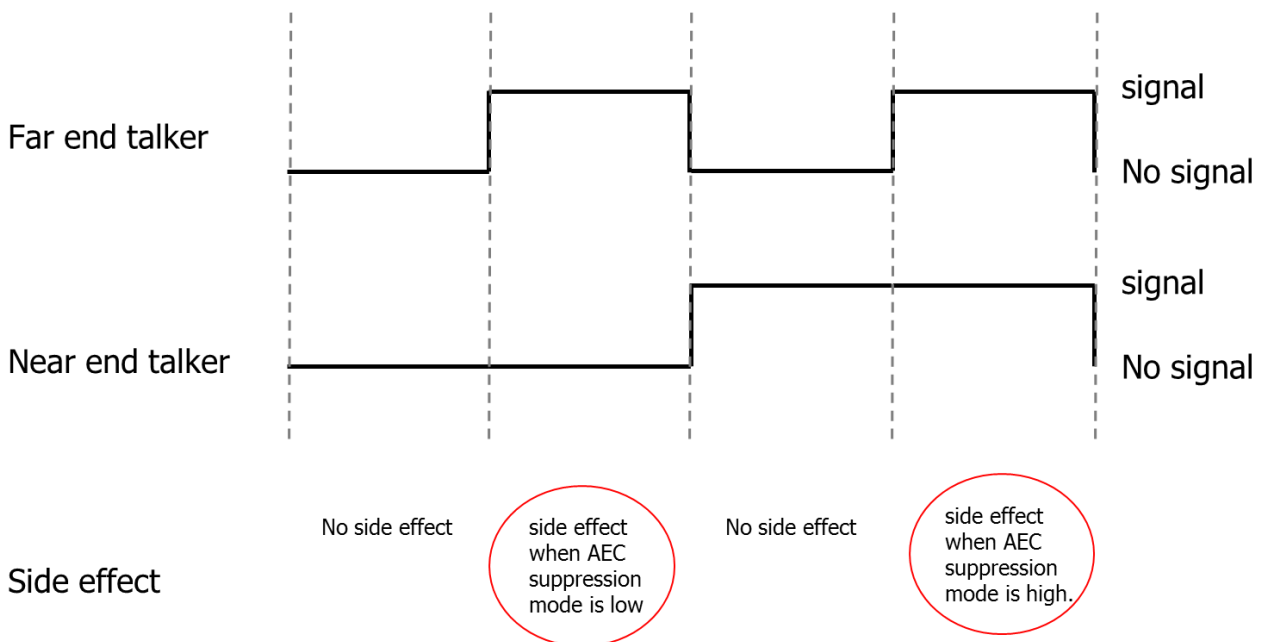 signal
Far end talker
No signal
signal
Near end talker
No signal
Side effect
No side effect
side effect
when AEC
suppression
mode is low
No side effect
side effect
when AEC
suppression
mode is high.